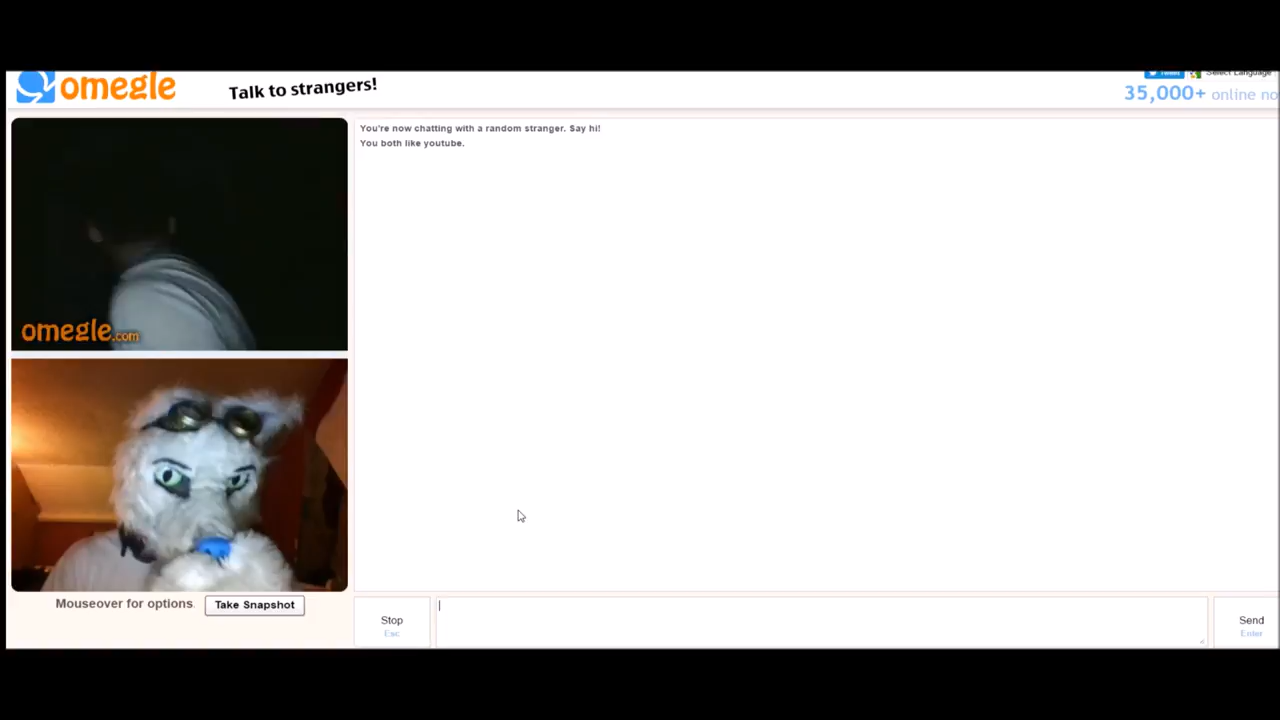 omegle
Talk to strangers!
Tweet
Select Language
35,000+ online no
You're now chatting with a random stranger. Say hi!
You both like youtube.
omegle.com
Mouseover for options.
Take Snapshot
Stop
Esc
Send
Enter